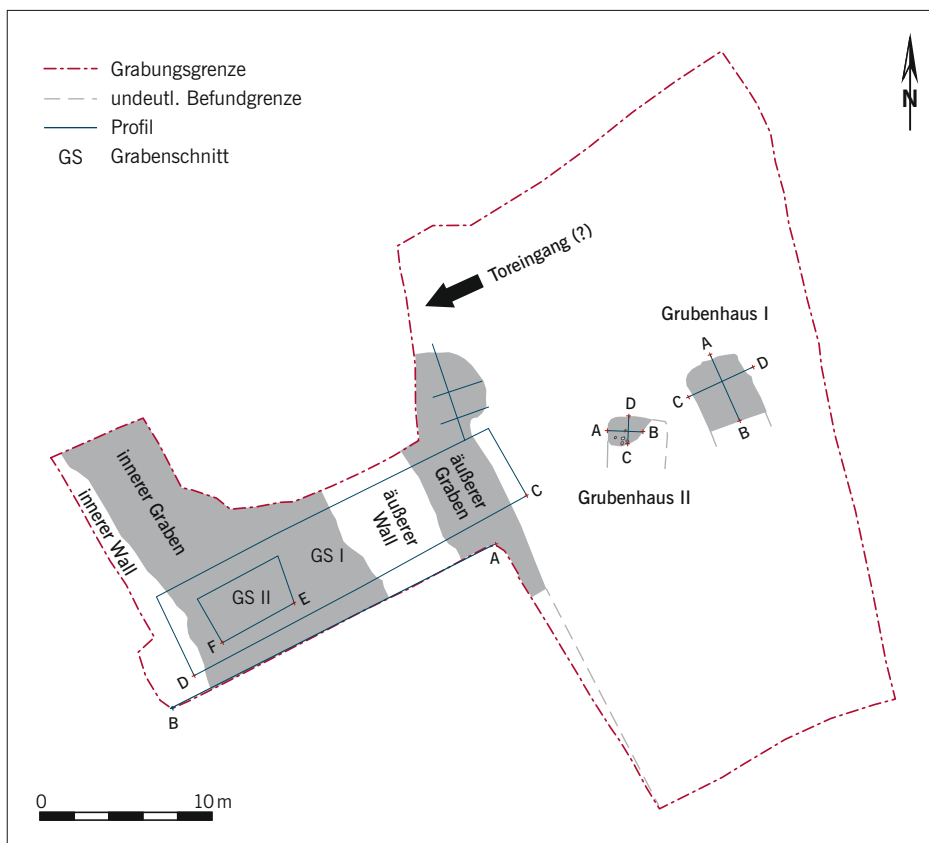 Grabungsgrenze
undeutl. Befundgrenze
Profil
GS Grabenschnitt
N
Toreingang (?)
Grubenhaus I
A
D
C
B
D
A
B
C
Grubenhaus II
innerer Wall
innerer Graben
äußerer Wall
äußerer Graben
C
GS I
A
GS II
E
F
D
B
0 10 m